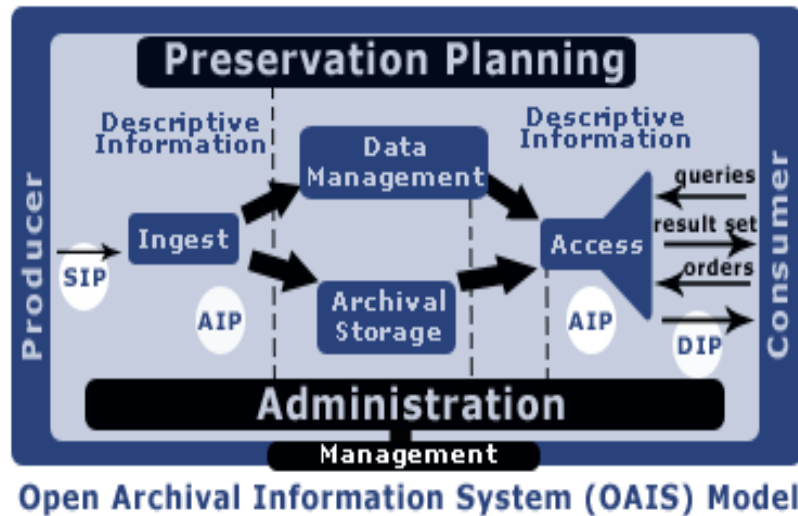 Preservation Planning
Descriptive
Information
Descriptive
Information
Data
Management
queries
Producer
Ingest
Access
result set
Consumer
SIP
orders
AIP
Archival
Storage
AIP
DIP
Administration
Management
Open Archival Information System (OAIS) Model